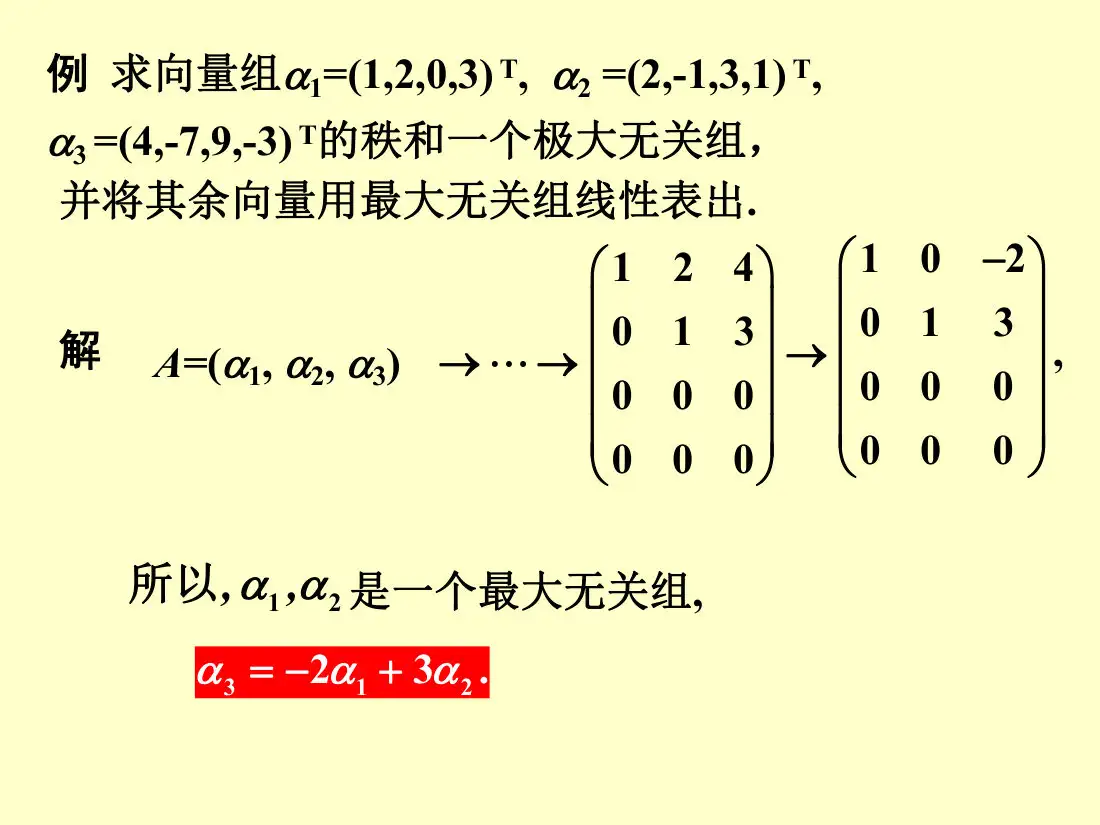 例 求向量组α1=(1,2,0,3) T, α2 =(2,-1,3,1) T,
α3 =(4,-7,9,-3) T的秩和一个极大无关组,
并将其余向量用最大无关组线性表出.
解 A=(α1, α2, α3) → ⋯ →
1 2 4
0 1 3
0 0 0
0 0 0
→
1 0 −2
0 1 3
0 0 0
0 0 0
,
所以, α1 ,α2 是一个最大无关组,
α3 = −2α1 + 3α2 .